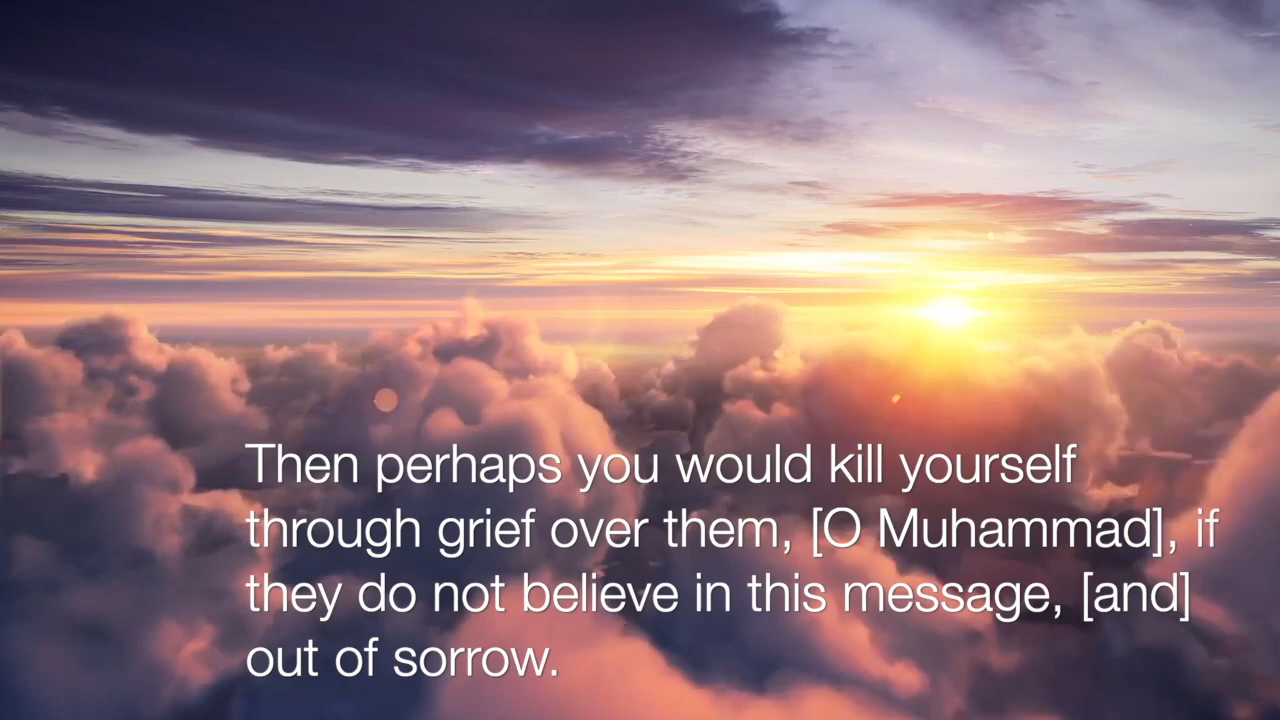 Then perhaps you would kill yourself
through grief over them, [O Muhammad], if
they do not believe in this message, [and]
out of sorrow.